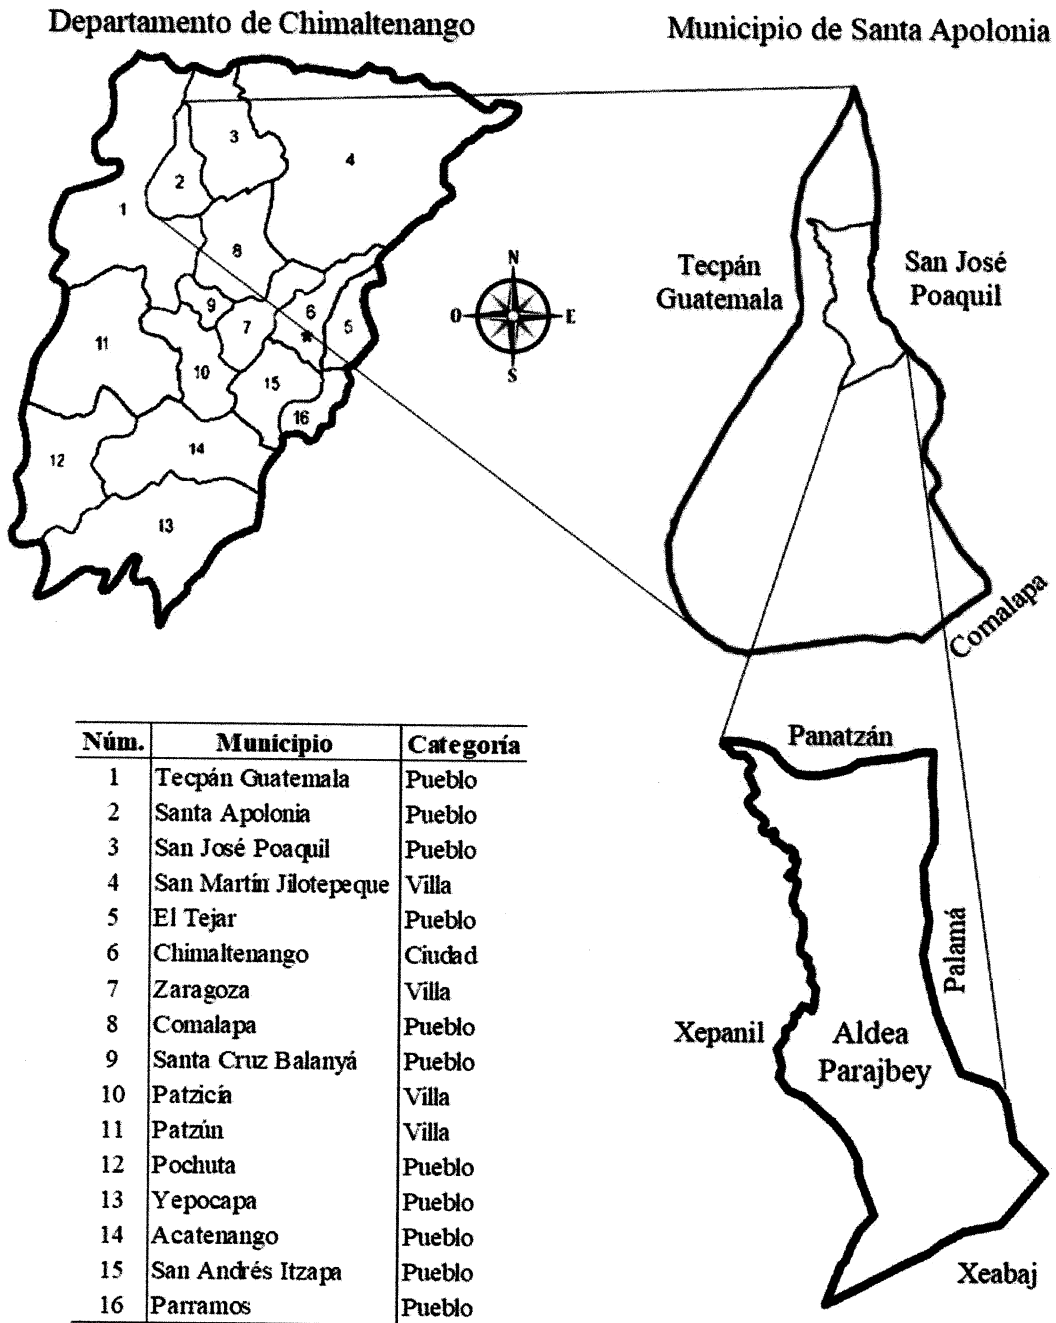 Departamento de Chimaltenango
Municipio de Santa Apolonia
1
2
3
4
5
6
*
7
8
9
10
11
12
13
14
15
16
N
O
E
S
Tecpán
Guatemala
San José
Poaquil
Comalapa
Núm. Municipio Categoría
1 Tecpán Guatemala Pueblo
2 Santa Apolonia Pueblo
3 San José Poaquil Pueblo
4 San Martín Jilotepeque Villa
5 El Tejar Pueblo
6 Chimaltenango Ciudad
7 Zaragoza Villa
8 Comalapa Pueblo
9 Santa Cruz Balanyá Pueblo
10 Patzicía Villa
11 Patzún Villa
12 Pochuta Pueblo
13 Yepocapa Pueblo
14 Acatenango Pueblo
15 San Andrés Itzapa Pueblo
16 Parramos Pueblo
Panatzán
Palamá
Xepanil
Aldea
Parajbey
Xeabaj